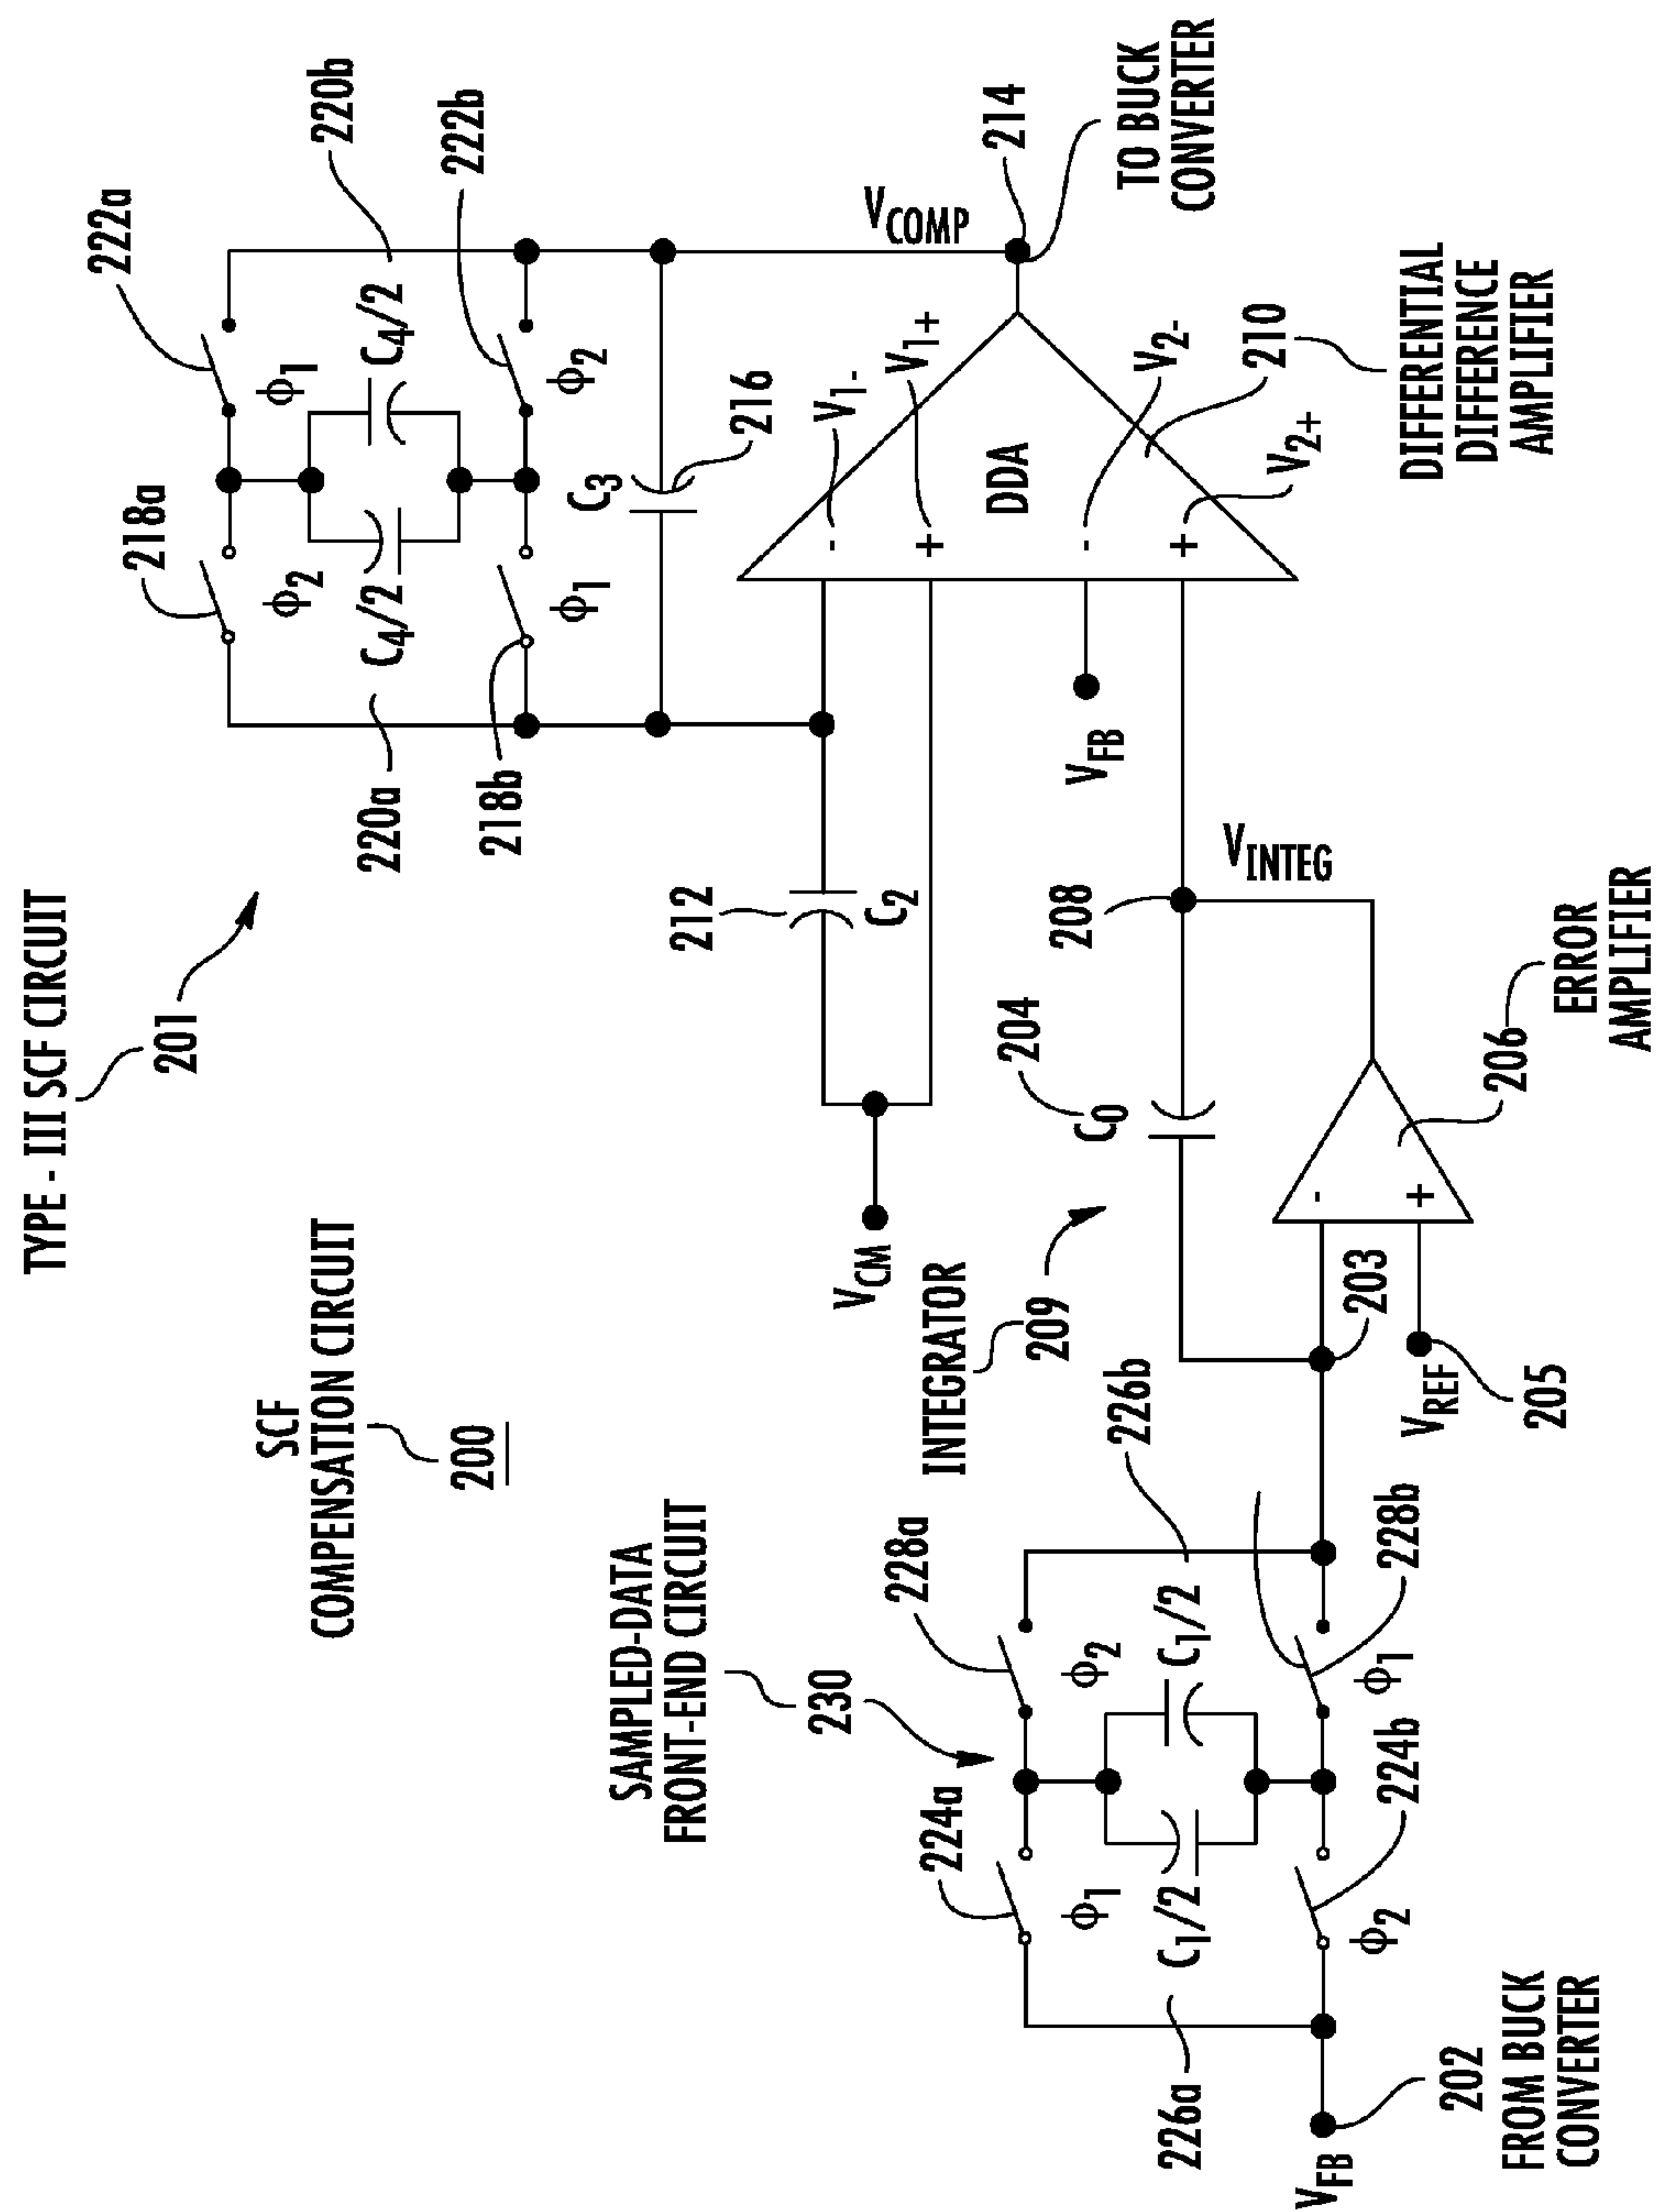 TYPE - III SCF CIRCUIT
201
SCF
COMPENSATION CIRCUIT
200
222a
218a
220b
222b
ϕ2
ϕ1
C4/2
C4/2
220a
218b
ϕ1
ϕ2
C3
216
VCOMP
214
TO BUCK
CONVERTER
212
C2
VCM
V1-
V1+
-
+
DDA
-
+
V2-
V2+
210
DIFFERENTIAL
DIFFERENCE
AMPLIFIER
VFB
208
VINTEG
INTEGRATOR
209
204
C0
-
+
206
ERROR
AMPLIFIER
203
VREF
205
SAMPLED-DATA
FRONT-END CIRCUIT
230
224a
228a
226b
ϕ1
ϕ2
C1/2
C1/2
226a
ϕ2
ϕ1
224b
228b
VFB
202
FROM BUCK
CONVERTER